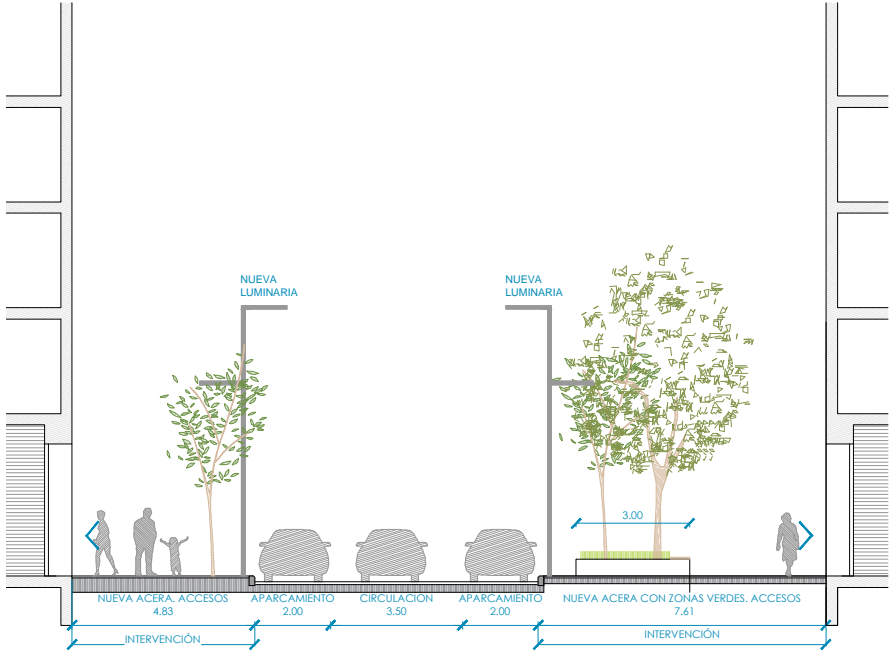 NUEVA
LUMINARIA
NUEVA
LUMINARIA
3.00
NUEVA ACERA. ACCESOS
4.83
APARCAMIENTO
2.00
CIRCULACION
3.50
APARCAMIENTO
2.00
NUEVA ACERA CON ZONAS VERDES. ACCESOS
7.61
INTERVENCIÓN
INTERVENCIÓN